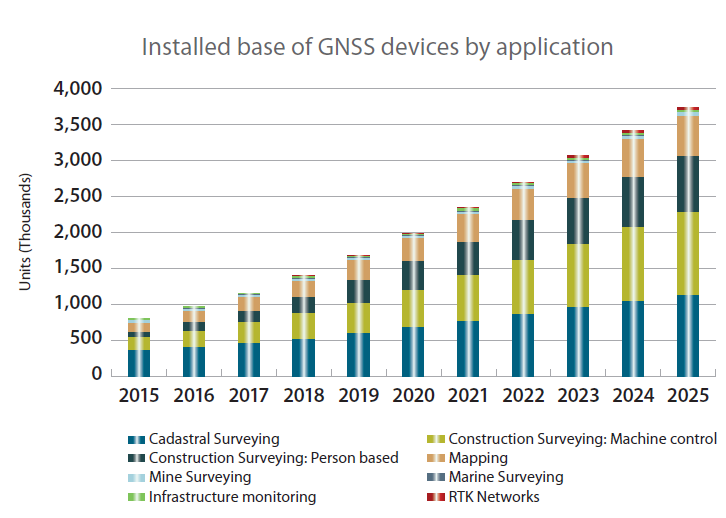 Installed base of GNSS devices by application
Units (Thousands)
4,000
3,500
3,000
2,500
2,000
1,500
1,000
500
0
2015 2016 2017 2018 2019 2020 2021 2022 2023 2024 2025
Cadastral Surveying
Construction Surveying: Machine control
Construction Surveying: Person based
Mapping
Mine Surveying
Marine Surveying
Infrastructure monitoring
RTK Networks